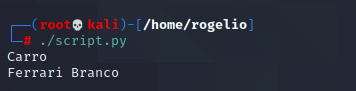 ┌──(root💀kali)-[/home/rogelio]
└─# ./script.py
Carro
Ferrari Branco